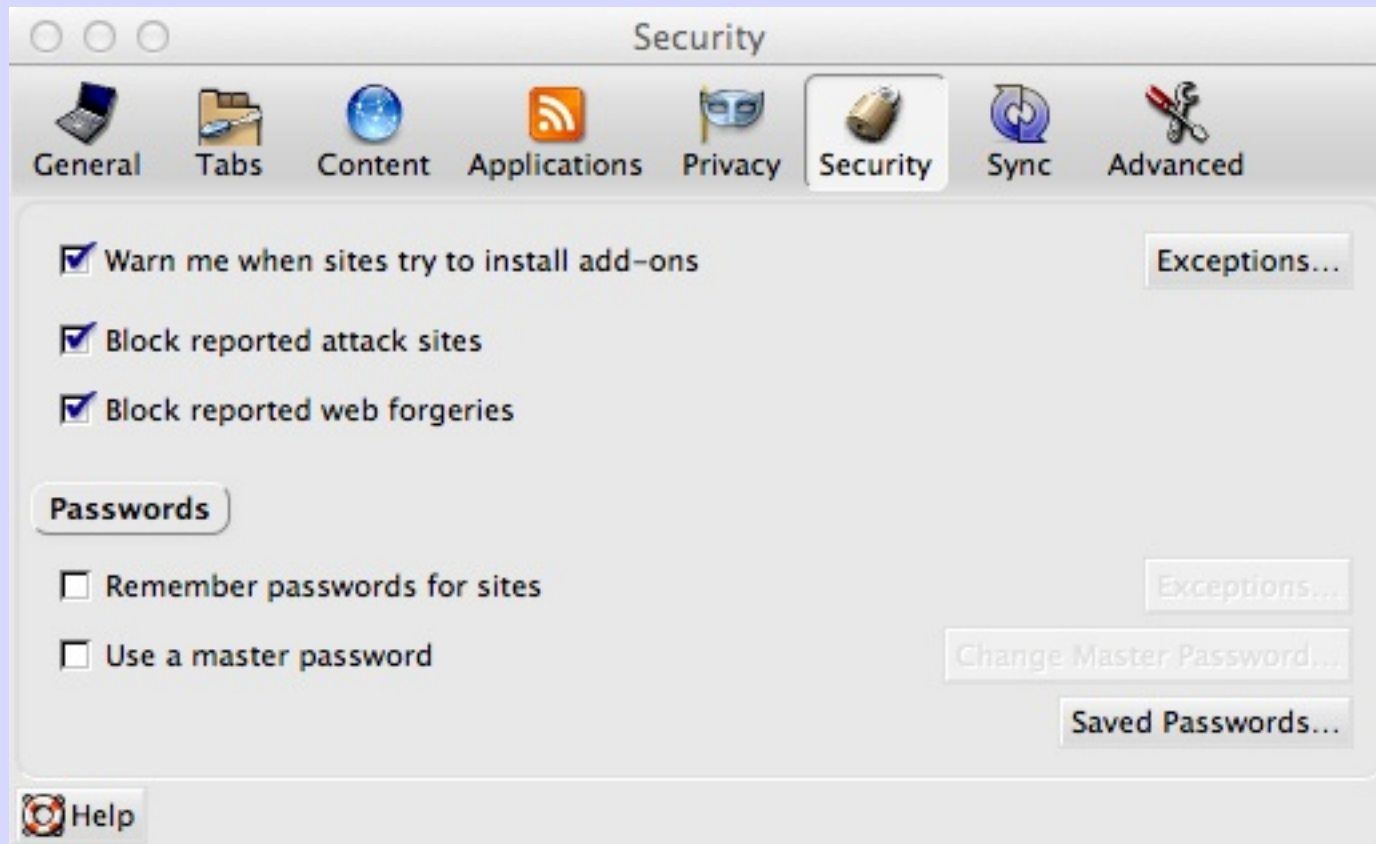 Security
General Tabs Content Applications Privacy Security Sync Advanced
Warn me when sites try to install add-ons Exceptions...
Block reported attack sites
Block reported web forgeries
Passwords
Remember passwords for sites Exceptions...
Use a master password Change Master Password...
Saved Passwords...
Help